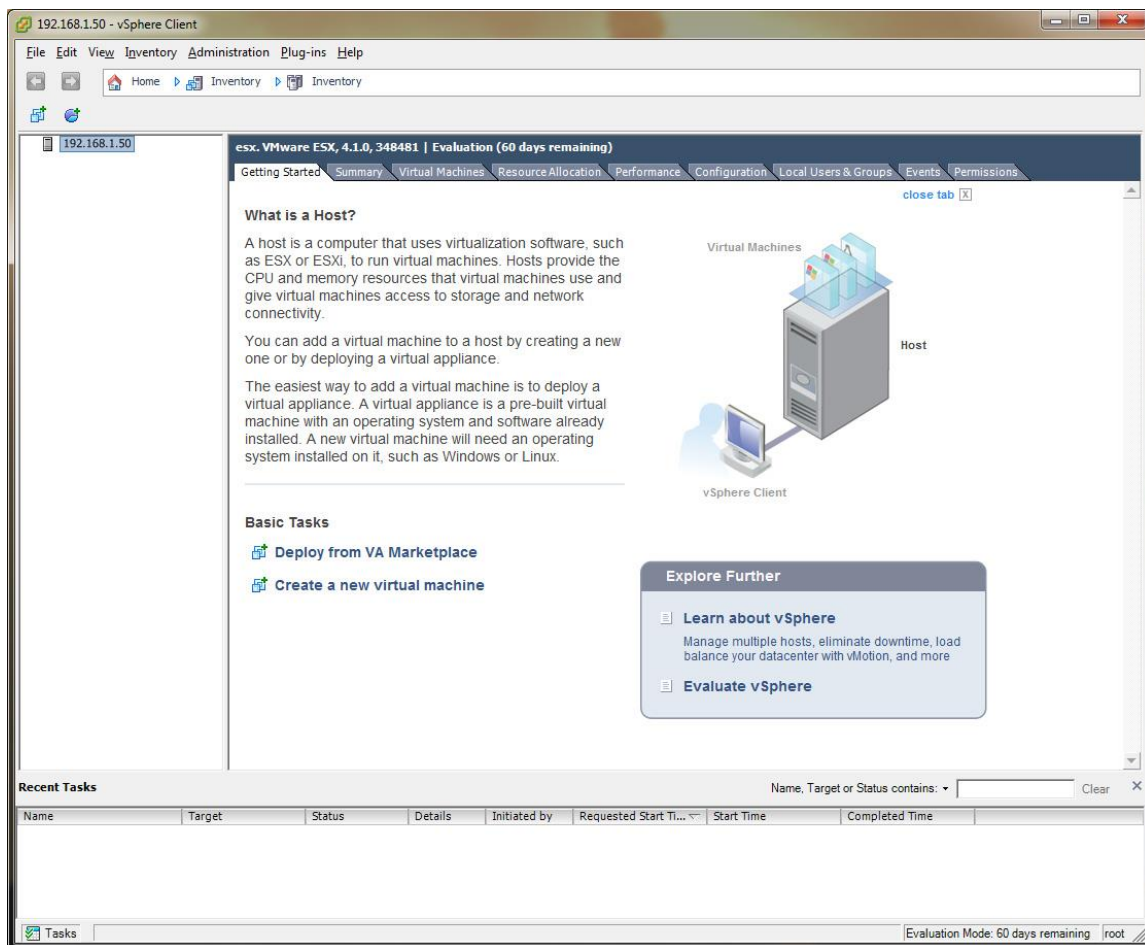 192.168.1.50 - vSphere Client
File Edit View Inventory Administration Plug-ins Help
Home Inventory Inventory
192.168.1.50
esx. VMware ESX, 4.1.0, 348481 | Evaluation (60 days remaining)
Getting Started Summary Virtual Machines Resource Allocation Performance Configuration Local Users & Groups Events Permissions
close tab X
What is a Host?
A host is a computer that uses virtualization software, such
as ESX or ESXi, to run virtual machines. Hosts provide the
CPU and memory resources that virtual machines use and
give virtual machines access to storage and network
connectivity.
You can add a virtual machine to a host by creating a new
one or by deploying a virtual appliance.
The easiest way to add a virtual machine is to deploy a
virtual appliance. A virtual appliance is a pre-built virtual
machine with an operating system and software already
installed. A new virtual machine will need an operating
system installed on it, such as Windows or Linux.
Virtual Machines
Host
vSphere Client
Basic Tasks
Deploy from VA Marketplace
Create a new virtual machine
Explore Further
Learn about vSphere
Manage multiple hosts, eliminate downtime, load
balance your datacenter with vMotion, and more
Evaluate vSphere
Recent Tasks
Name, Target or Status contains:
Clear
Name Target Status Details Initiated by Requested Start Ti... Start Time Completed Time
Tasks
Evaluation Mode: 60 days remaining root